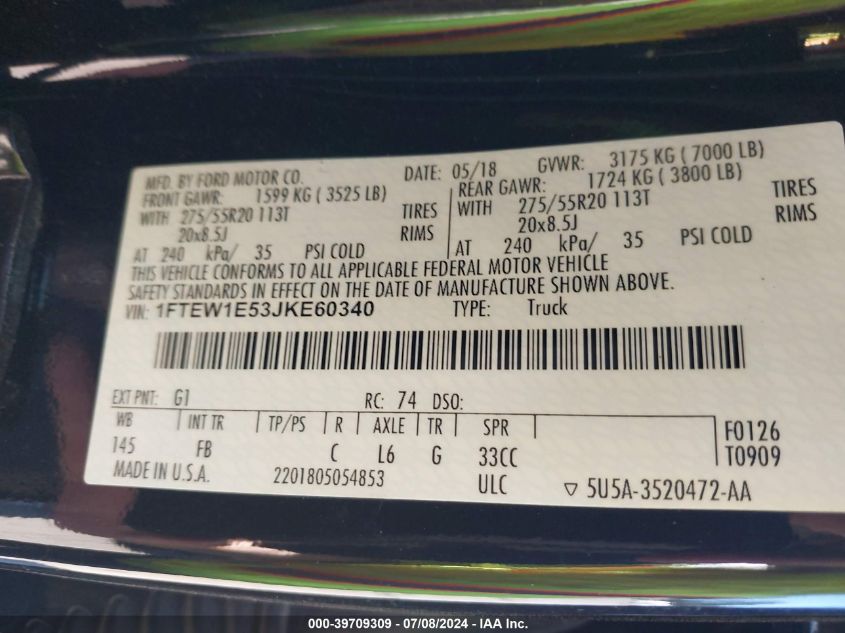 MFD. BY FORD MOTOR CO. DATE: 05/18 GVWR: 3175 KG ( 7000 LB)
FRONT GAWR: 1599 KG ( 3525 LB) REAR GAWR: 1724 KG ( 3800 LB)
WITH 275/55R20 113T TIRES WITH 275/55R20 113T TIRES
20x8.5J RIMS 20x8.5J RIMS
AT 240 kPa/ 35 PSI COLD AT 240 kPa/ 35 PSI COLD
THIS VEHICLE CONFORMS TO ALL APPLICABLE FEDERAL MOTOR VEHICLE
SAFETY STANDARDS IN EFFECT ON THE DATE OF MANUFACTURE SHOWN ABOVE.
VIN: 1FTEW1E53JKE60340 TYPE: Truck
EXT PNT: G1 RC: 74 DSO:
WB INT TR TP/PS R AXLE TR SPR F0126
145 FB C L6 G 33CC T0909
MADE IN U.S.A. 2201805054853 ULC ▽ 5U5A-3520472-AA
000-39709309 - 07/08/2024 - IAA Inc.